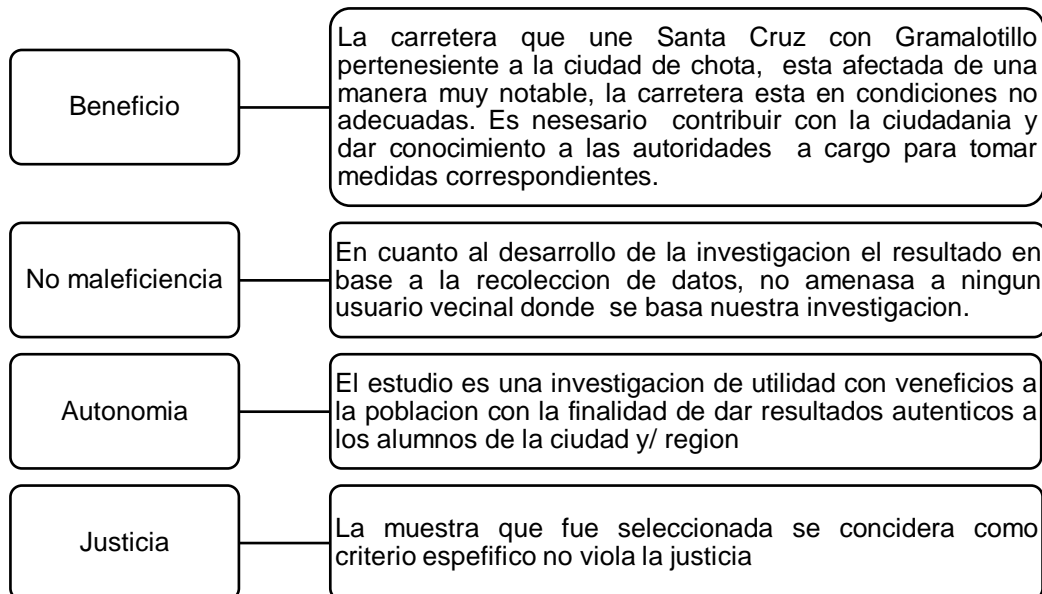 Beneficio
La carretera que une Santa Cruz con Gramalotillo
pertenesiente a la ciudad de chota, esta afectada de una
manera muy notable, la carretera esta en condiciones no
adecuadas. Es nesesario contribuir con la ciudadania y
dar conocimiento a las autoridades a cargo para tomar
medidas correspondientes.
No maleficiencia
En cuanto al desarrollo de la investigacion el resultado en
base a la recoleccion de datos, no amenasa a ningun
usuario vecinal donde se basa nuestra investigacion.
Autonomia
El estudio es una investigacion de utilidad con veneficios a
la poblacion con la finalidad de dar resultados autenticos a
los alumnos de la ciudad y/ region
Justicia
La muestra que fue seleccionada se concidera como
criterio espefifico no viola la justicia